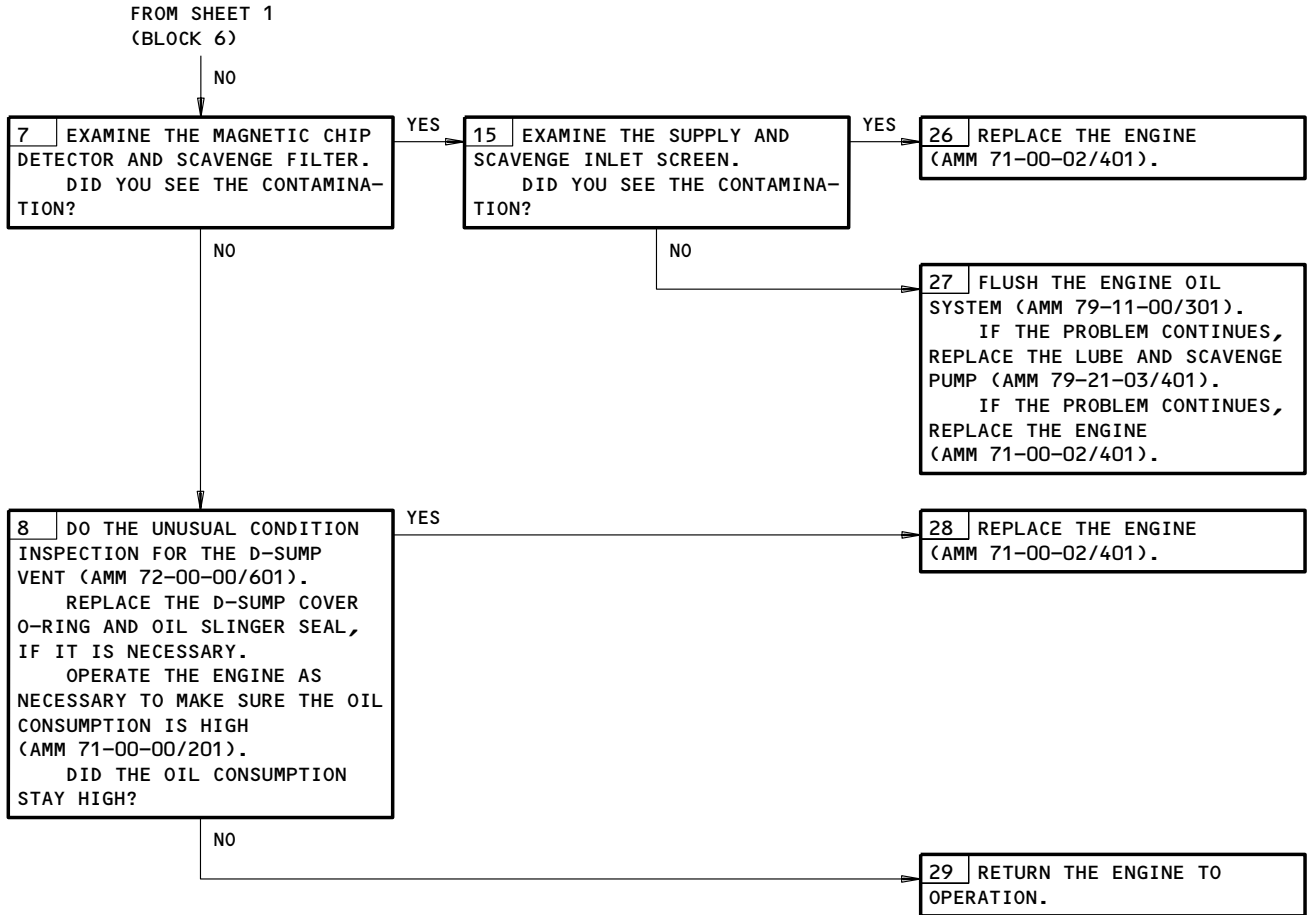 FROM SHEET 1
(BLOCK 6)
NO
7 EXAMINE THE MAGNETIC CHIP
DETECTOR AND SCAVENGE FILTER.
DID YOU SEE THE CONTAMINA-
TION?
YES
15 EXAMINE THE SUPPLY AND
SCAVENGE INLET SCREEN.
DID YOU SEE THE CONTAMINA-
TION?
YES
26 REPLACE THE ENGINE
(AMM 71-00-02/401).
NO
NO
27 FLUSH THE ENGINE OIL
SYSTEM (AMM 79-11-00/301).
IF THE PROBLEM CONTINUES,
REPLACE THE LUBE AND SCAVENGE
PUMP (AMM 79-21-03/401).
IF THE PROBLEM CONTINUES,
REPLACE THE ENGINE
(AMM 71-00-02/401).
8 DO THE UNUSUAL CONDITION
INSPECTION FOR THE D-SUMP
VENT (AMM 72-00-00/601).
REPLACE THE D-SUMP COVER
O-RING AND OIL SLINGER SEAL,
IF IT IS NECESSARY.
OPERATE THE ENGINE AS
NECESSARY TO MAKE SURE THE OIL
CONSUMPTION IS HIGH
(AMM 71-00-00/201).
DID THE OIL CONSUMPTION
STAY HIGH?
YES
28 REPLACE THE ENGINE
(AMM 71-00-02/401).
NO
29 RETURN THE ENGINE TO
OPERATION.